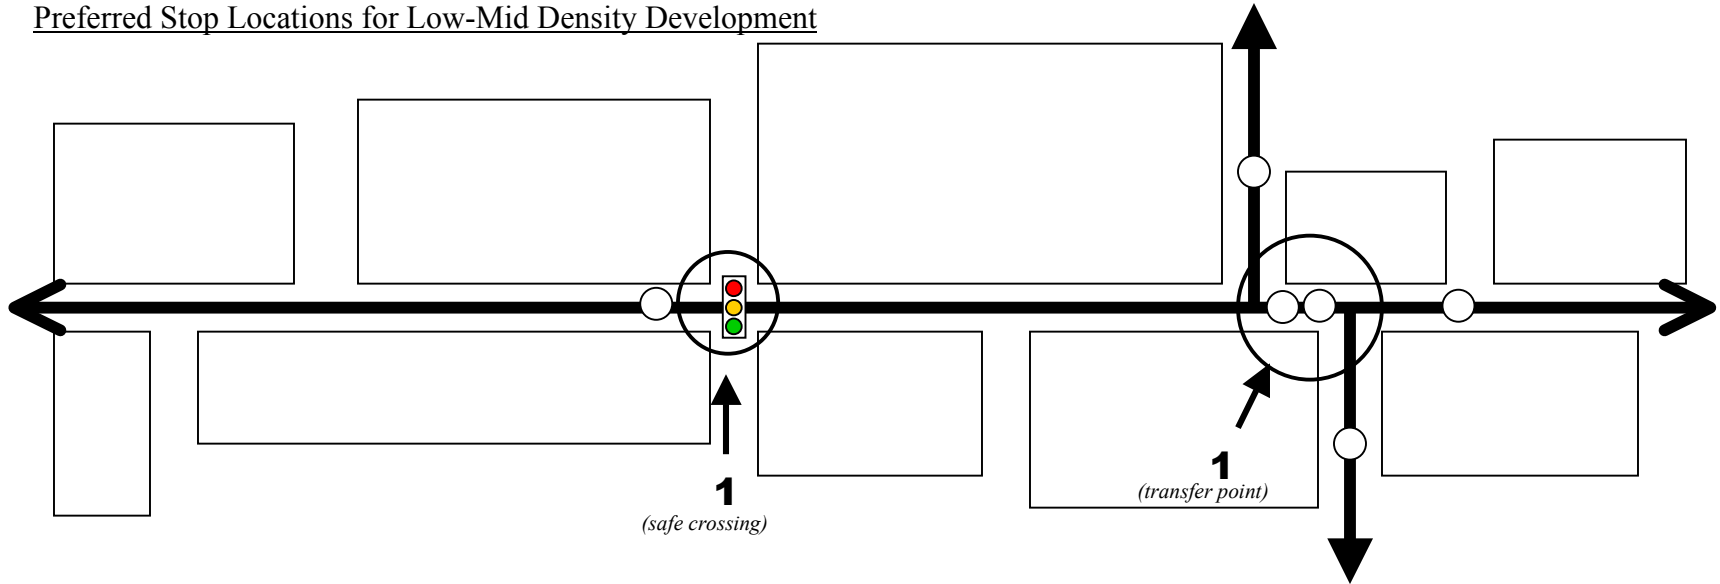 Preferred Stop Locations for Low-Mid Density Development
1
(transfer point)
1
(safe crossing)